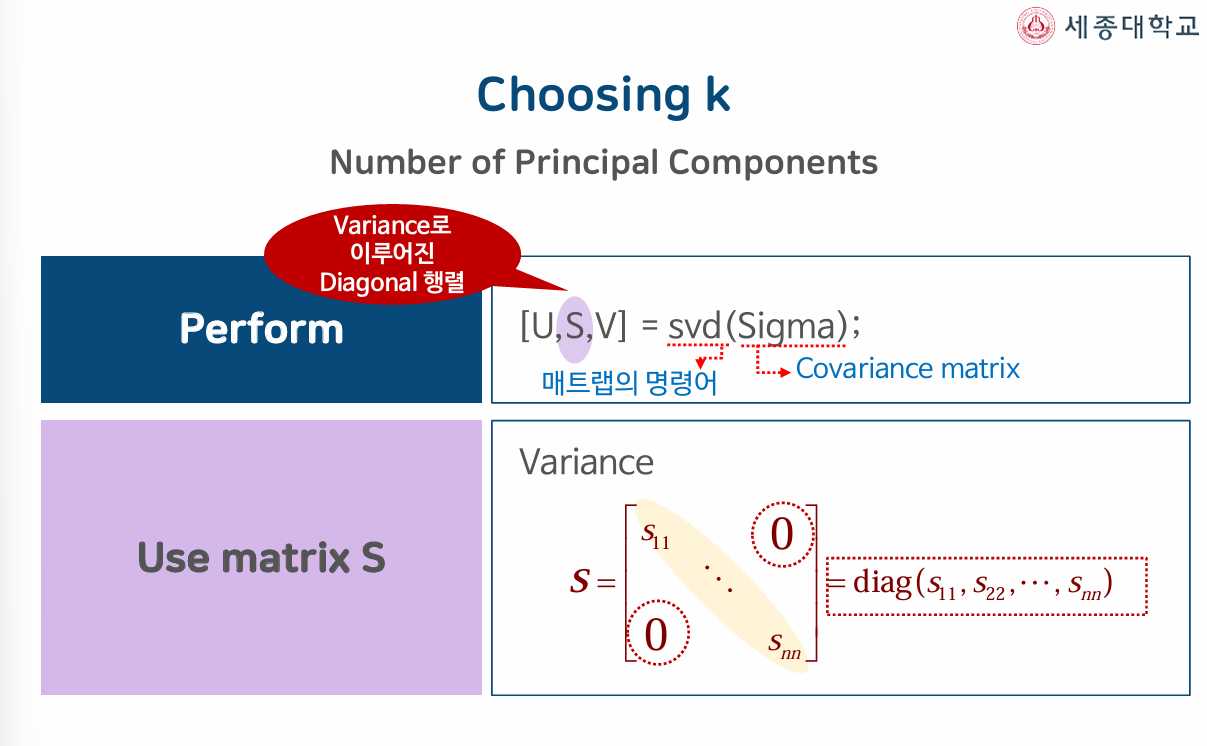 세종대학교
Choosing k
Number of Principal Components
Variance로
이루어진
Diagonal 행렬
Perform
[U,S,V] = svd(Sigma);
매트랩의 명령어
Covariance matrix
Use matrix S
Variance
S = [s₁₁ ⋱ sₙₙ, 0, 0] = diag(s₁₁, s₂₂, ⋯, sₙₙ)